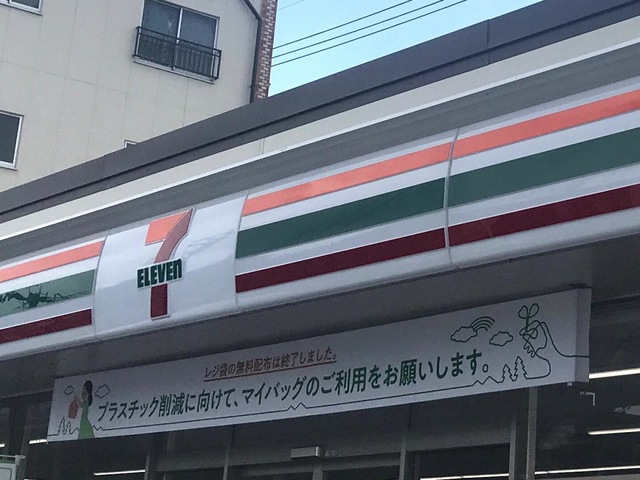 7
ELEVEn
レジ袋の無料配布は終了しました。
プラスチック削減に向けて、マイバッグのご利用をお願いします。